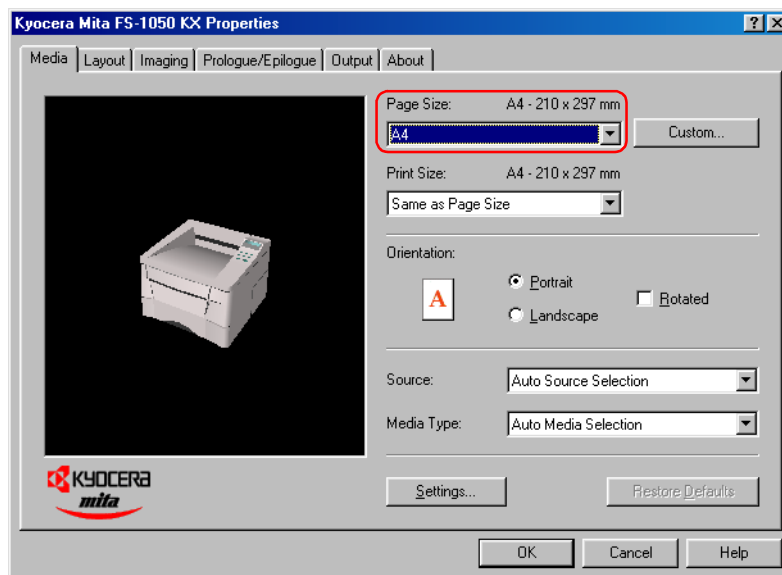 Kyocera Mita FS-1050 KX Properties
Media Layout Imaging Prologue/Epilogue Output About
Page Size: A4 - 210 x 297 mm
A4 Custom...
Print Size: A4 - 210 x 297 mm
Same as Page Size
Orientation:
A
Portrait
Landscape
Rotated
Source: Auto Source Selection
Media Type: Auto Media Selection
KYOCERA
mita
Settings... Restore Defaults
OK Cancel Help